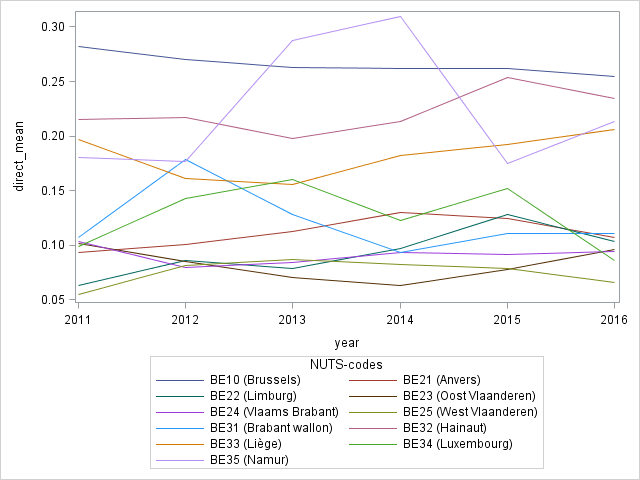 0.30
0.25
0.20
0.15
0.10
0.05
direct_mean
2011 2012 2013 2014 2015 2016
year
NUTS-codes
BE10 (Brussels) BE21 (Anvers)
BE22 (Limburg) BE23 (Oost Vlaanderen)
BE24 (Vlaams Brabant) BE25 (West Vlaanderen)
BE31 (Brabant wallon) BE32 (Hainaut)
BE33 (Liège) BE34 (Luxembourg)
BE35 (Namur)